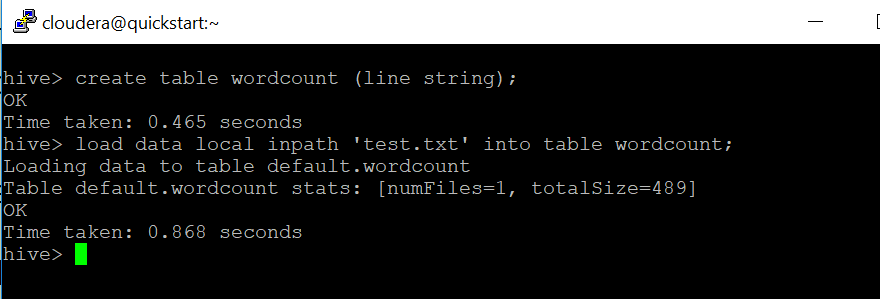 cloudera@quickstart:~
hive> create table wordcount (line string);
OK
Time taken: 0.465 seconds
hive> load data local inpath 'test.txt' into table wordcount;
Loading data to table default.wordcount
Table default.wordcount stats: [numFiles=1, totalSize=489]
OK
Time taken: 0.868 seconds
hive>